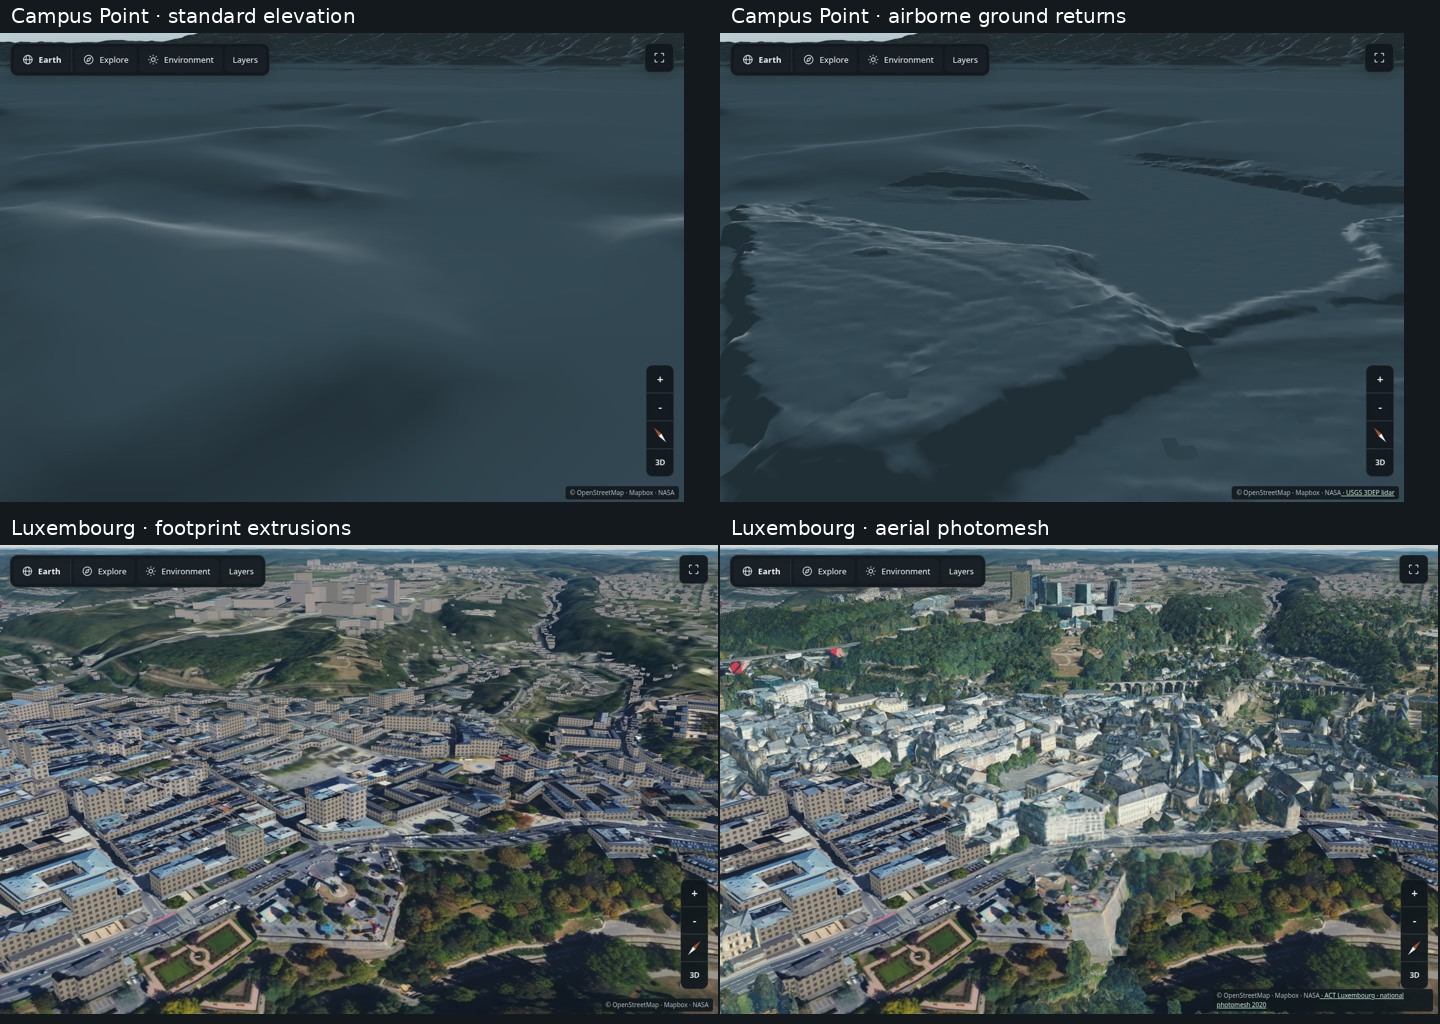 Campus Point · standard elevation
Campus Point · airborne ground returns
Earth Explore Environment Layers
Earth Explore Environment Layers
+
-
3D
+
-
3D
© OpenStreetMap · Mapbox · NASA
© OpenStreetMap · Mapbox · NASA · USGS 3DEP lidar
Luxembourg · footprint extrusions
Luxembourg · aerial photomesh
Earth Explore Environment Layers
Earth Explore Environment Layers
+
-
3D
+
-
3D
© OpenStreetMap · Mapbox · NASA
© OpenStreetMap · Mapbox · NASA · ACT Luxembourg · national
photomesh 2020